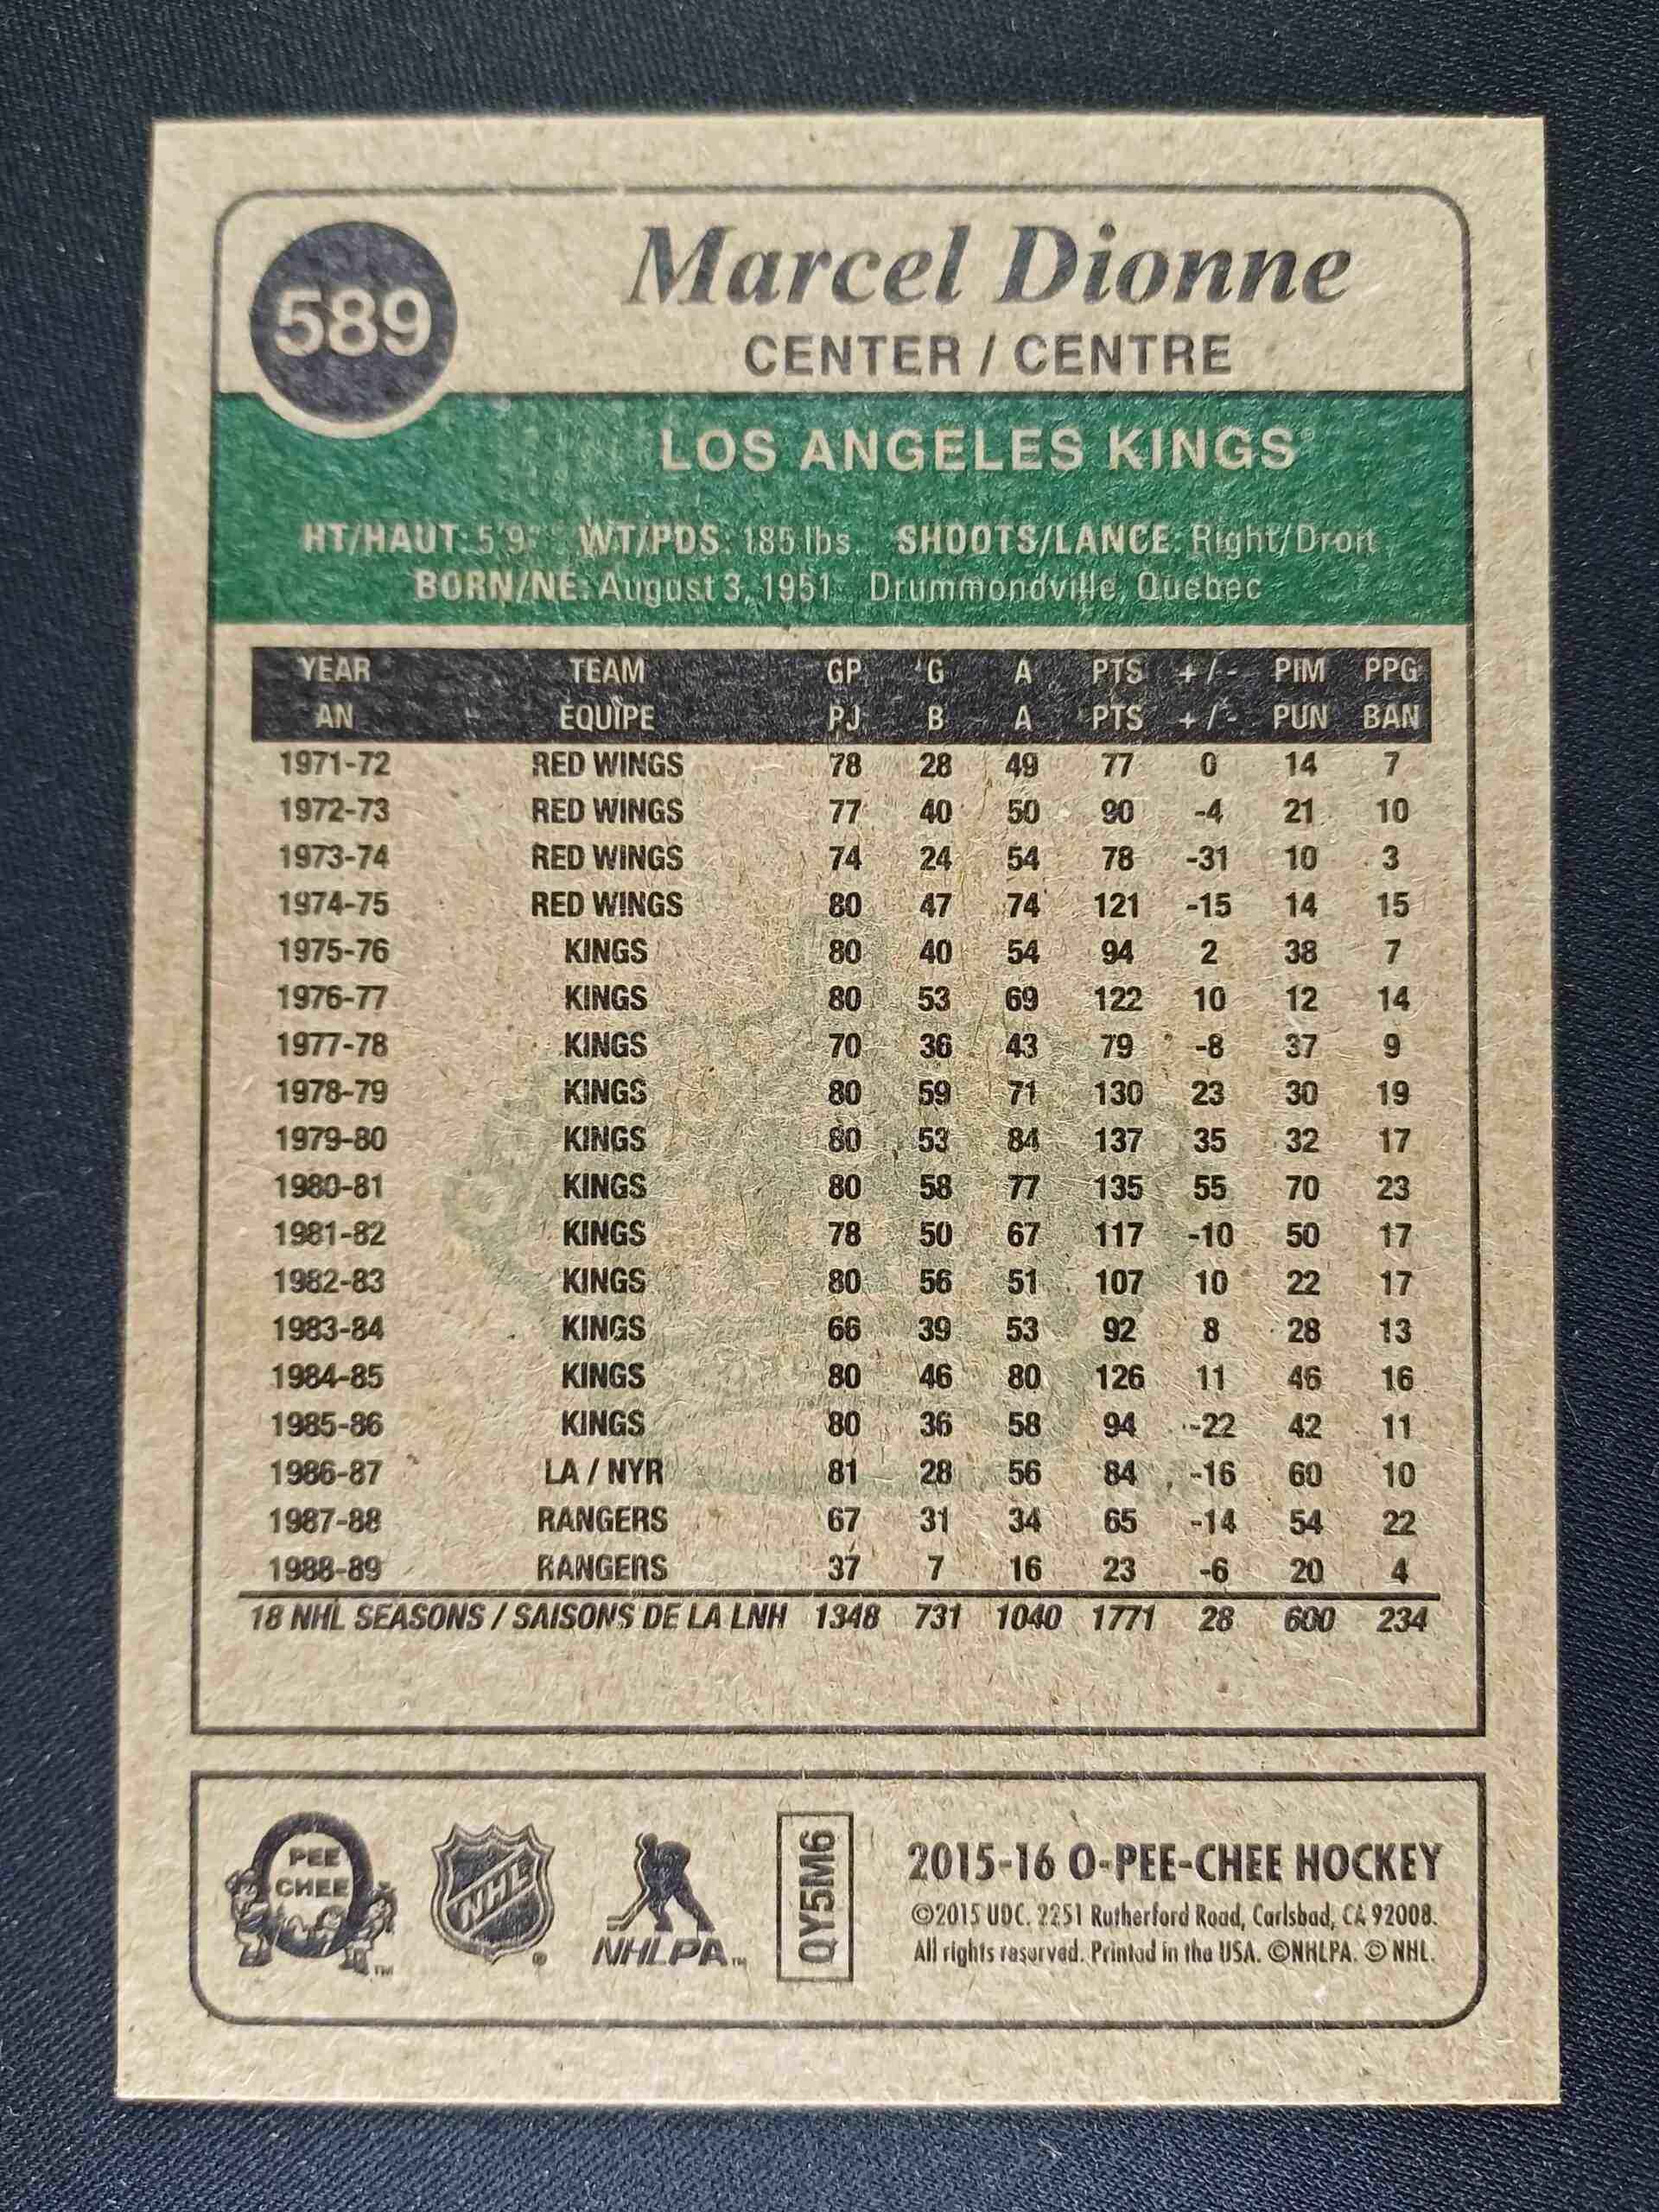 589
Marcel Dionne
CENTER / CENTRE
LOS ANGELES KINGS®
HT/HAUT: 5'9" WT/PDS: 185 lbs. SHOOTS/LANCE: Right/Droit
BORN/NE: August 3, 1951 Drummondville, Quebec
YEAR TEAM GP G A PTS +/- PIM PPG
AN ÉQUIPE PJ B A PTS +/- PUN BAN
1971-72 RED WINGS 78 28 49 77 0 14 7
1972-73 RED WINGS 77 40 50 90 -4 21 10
1973-74 RED WINGS 74 24 54 78 -31 10 3
1974-75 RED WINGS 80 47 74 121 -15 14 15
1975-76 KINGS 80 40 54 94 2 38 7
1976-77 KINGS 80 53 69 122 10 12 14
1977-78 KINGS 70 36 43 79 -8 37 9
1978-79 KINGS 80 59 71 130 23 30 19
1979-80 KINGS 80 53 84 137 35 32 17
1980-81 KINGS 80 58 77 135 55 70 23
1981-82 KINGS 78 50 67 117 -10 50 17
1982-83 KINGS 80 56 51 107 10 22 17
1983-84 KINGS 66 39 53 92 8 28 13
1984-85 KINGS 80 46 80 126 11 46 16
1985-86 KINGS 80 36 58 94 -22 42 11
1986-87 LA / NYR 81 28 56 84 -16 60 10
1987-88 RANGERS 67 31 34 65 -14 54 22
1988-89 RANGERS 37 7 16 23 -6 20 4
18 NHL SEASONS / SAISONS DE LA LNH 1348 731 1040 1771 28 600 234
O PEE CHEE ™
NHL ®
NHLPA™
QY5M6
2015-16 O-PEE-CHEE HOCKEY
©2015 UDC. 2251 Rutherford Road, Carlsbad, CA 92008.
All rights reserved. Printed in the USA. ©NHLPA. © NHL.